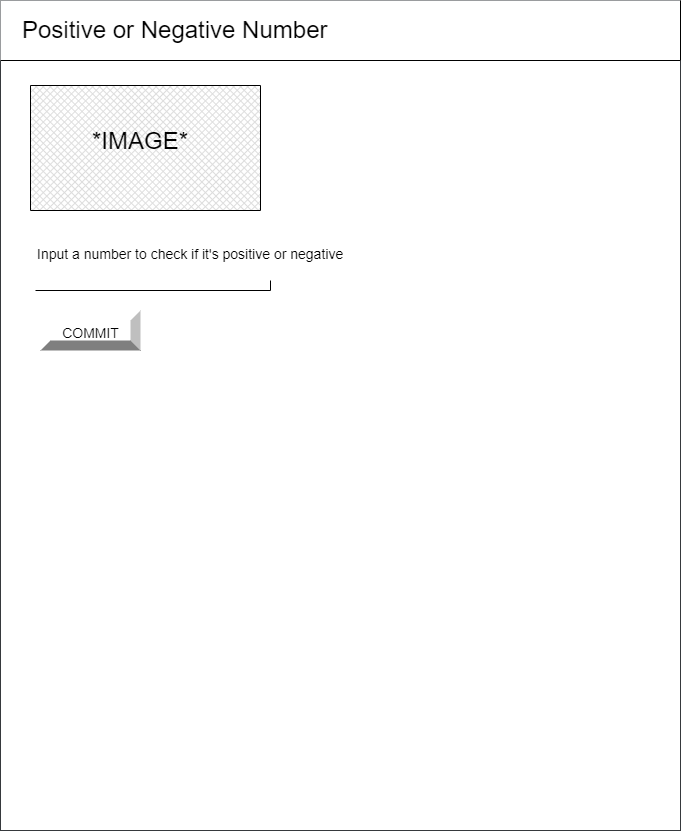 Positive or Negative Number
*IMAGE*
Input a number to check if it's positive or negative
COMMIT